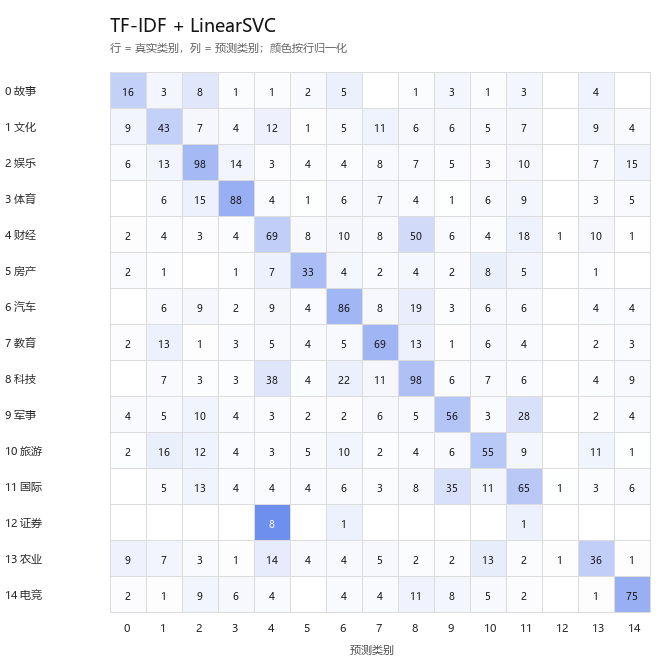 TF-IDF + LinearSVC
行 = 真实类别，列 = 预测类别；颜色按行归一化
0 故事 16 3 8 1 1 2 5 1 3 1 3 4
1 文化 9 43 7 4 12 1 5 11 6 6 5 7 9 4
2 娱乐 6 13 98 14 3 4 4 8 7 5 3 10 7 15
3 体育 6 15 88 4 1 6 7 4 1 6 9 3 5
4 财经 2 4 3 4 69 8 10 8 50 6 4 18 1 10 1
5 房产 2 1 1 7 33 4 2 4 2 8 5 1
6 汽车 6 9 2 9 4 86 8 19 3 6 6 4 4
7 教育 2 13 1 3 5 4 5 69 13 1 6 4 2 3
8 科技 7 3 3 38 4 22 11 98 6 7 6 4 9
9 军事 4 5 10 4 3 2 2 6 5 56 3 28 2 4
10 旅游 2 16 12 4 3 5 10 2 4 6 55 9 11 1
11 国际 5 13 4 4 4 6 3 8 35 11 65 1 3 6
12 证券 8 1 1
13 农业 9 7 3 1 14 4 4 5 2 2 13 2 1 36 1
14 电竞 2 1 9 6 4 4 4 11 8 5 2 1 75
0 1 2 3 4 5 6 7 8 9 10 11 12 13 14
预测类别